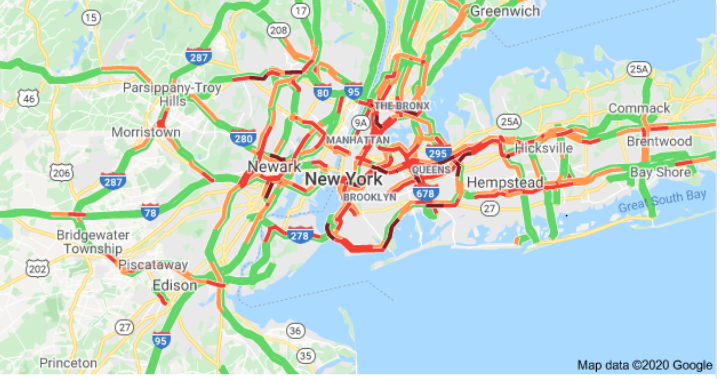 Greenwich
17
15
208
287
25A
Parsippany-Troy
Hills
46
80
95
THE BRONX
Commack
9A
25A
Morristown
280
MANHATTAN
Hicksville
Brentwood
295
206
Newark
QUEENS
Bay Shore
287
New York
Hempstead
678
BROOKLYN
Great South Bay
78
27
Bridgewater
Township
278
202
Piscataway
Edison
27
36
95
35
Princeton
Map data ©2020 Google